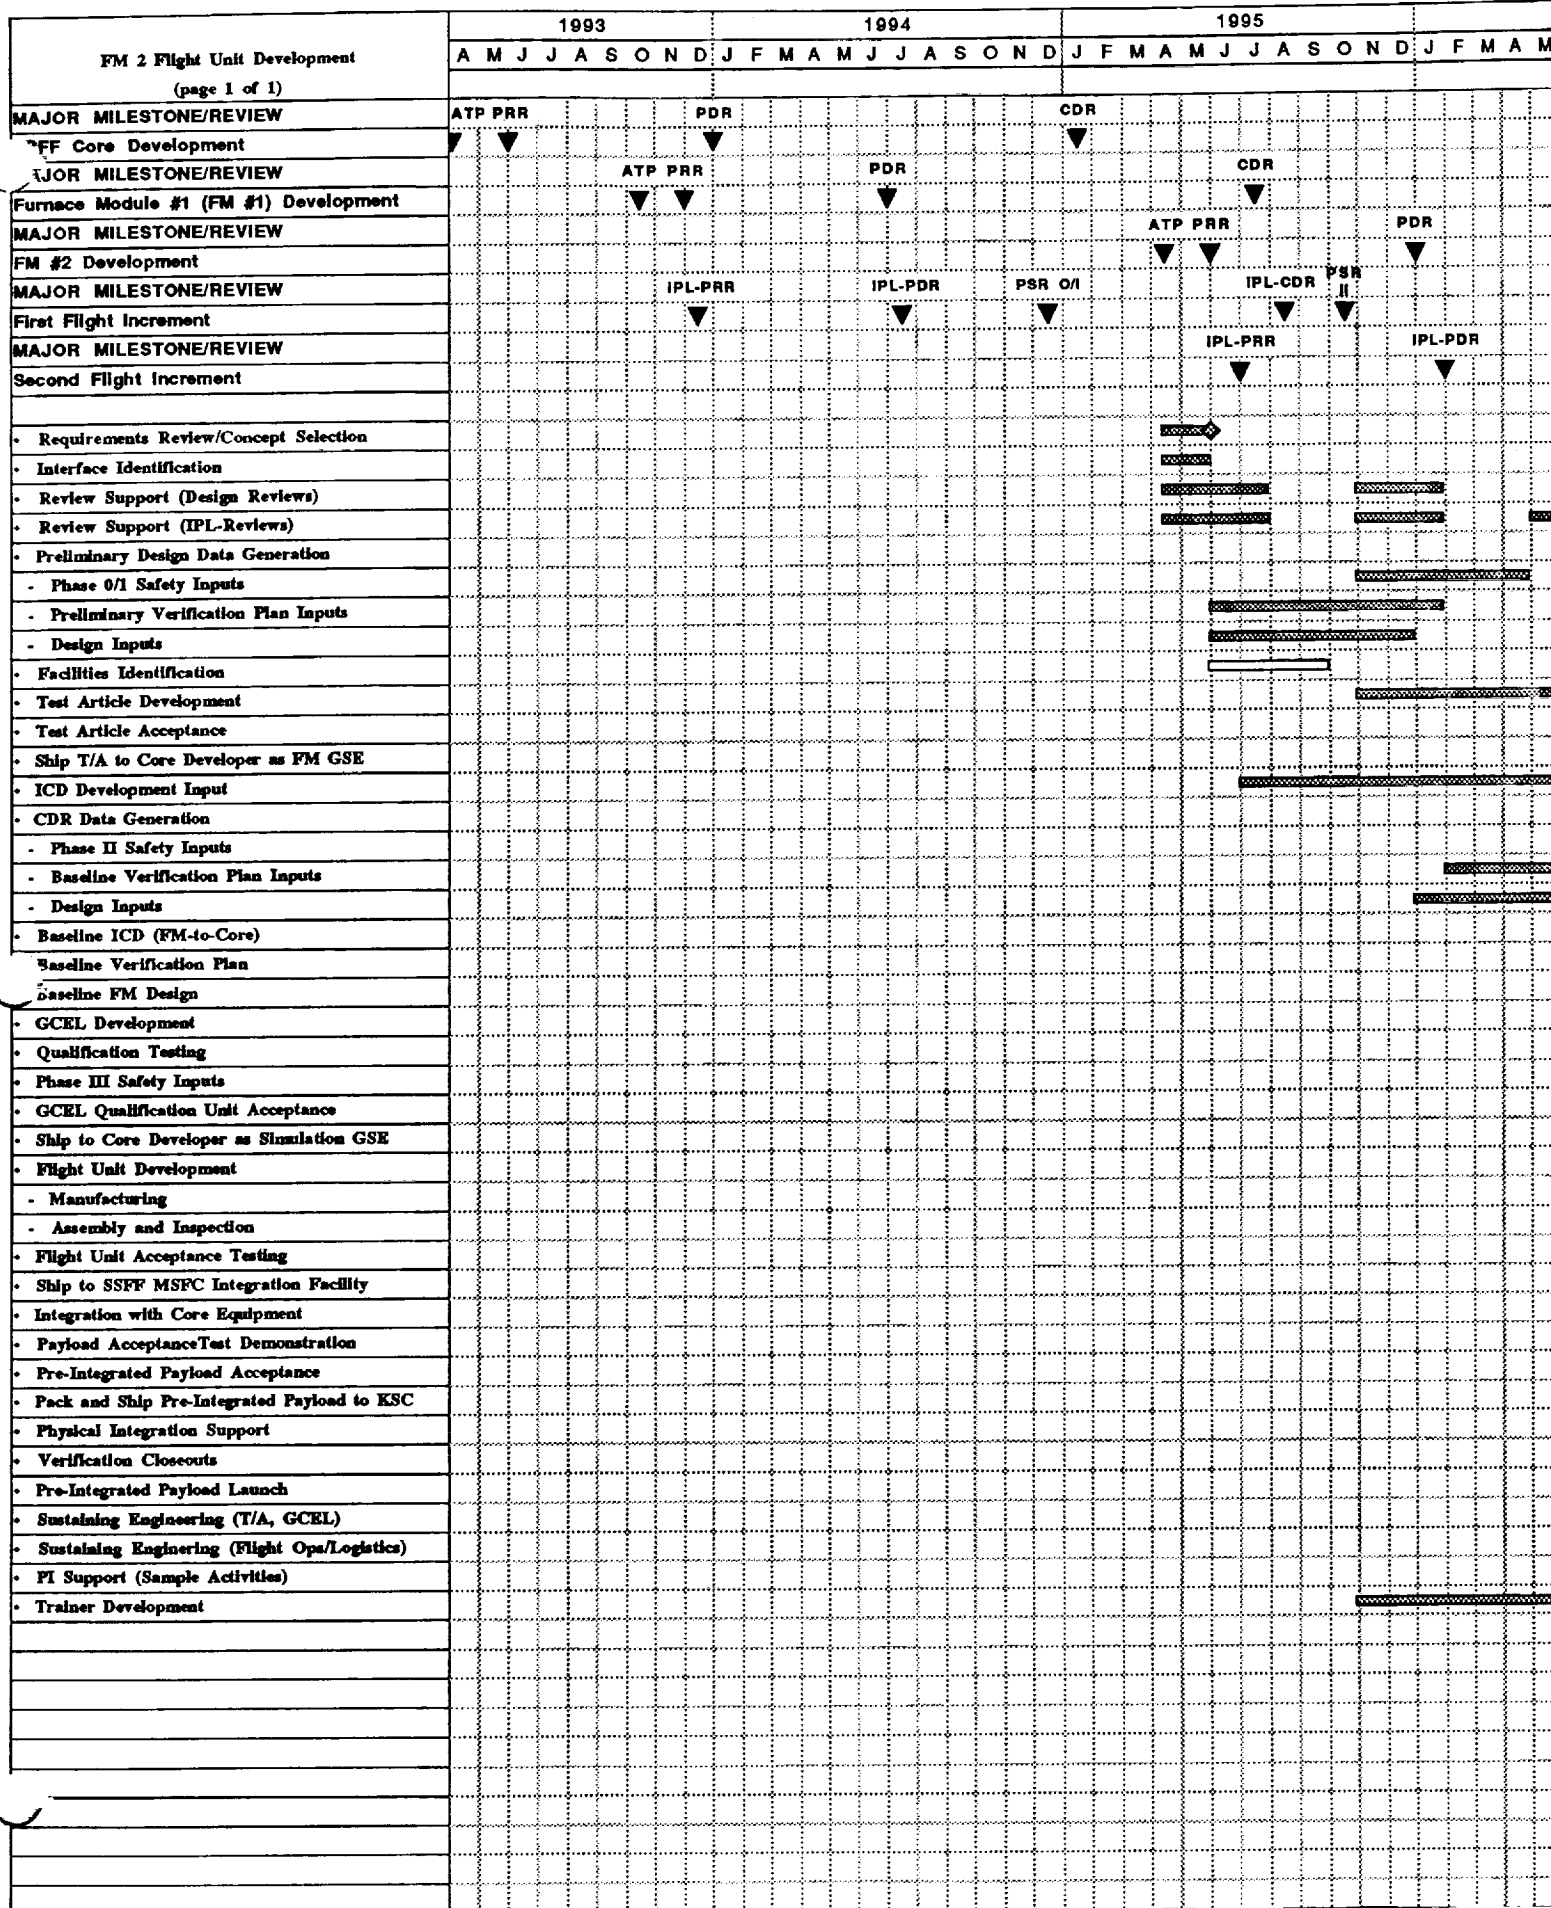 1993 1994 1995
FM 2 Flight Unit Development
A M J J A S O N D J F M A M J J A S O N D J F M A M J J A S O N D J F M A M
(page 1 of 1)
MAJOR MILESTONE/REVIEW ATP PRR PDR CDR
FF Core Development
JOR MILESTONE/REVIEW ATP PRR PDR CDR
Furnace Module #1 (FM #1) Development
MAJOR MILESTONE/REVIEW ATP PRR PDR
FM #2 Development
MAJOR MILESTONE/REVIEW IPL-PRR IPL-PDR PSR O/I IPL-CDR PSR II
First Flight Increment
MAJOR MILESTONE/REVIEW IPL-PRR IPL-PDR
Second Flight Increment
• Requirements Review/Concept Selection
• Interface Identification
• Review Support (Design Reviews)
• Review Support (IPL-Reviews)
• Preliminary Design Data Generation
- Phase 0/1 Safety Inputs
- Preliminary Verification Plan Inputs
- Design Inputs
• Facilities Identification
• Test Article Development
• Test Article Acceptance
• Ship T/A to Core Developer as FM GSE
• ICD Development Input
• CDR Data Generation
- Phase II Safety Inputs
- Baseline Verification Plan Inputs
- Design Inputs
• Baseline ICD (FM-to-Core)
Baseline Verification Plan
Baseline FM Design
• GCEL Development
• Qualification Testing
• Phase III Safety Inputs
• GCEL Qualification Unit Acceptance
• Ship to Core Developer as Simulation GSE
• Flight Unit Development
- Manufacturing
- Assembly and Inspection
• Flight Unit Acceptance Testing
• Ship to SSFF MSFC Integration Facility
• Integration with Core Equipment
• Payload AcceptanceTest Demonstration
• Pre-Integrated Payload Acceptance
• Pack and Ship Pre-Integrated Payload to KSC
• Physical Integration Support
• Verification Closeouts
• Pre-Integrated Payload Launch
• Sustaining Engineering (T/A, GCEL)
• Sustaining Enginering (Flight Ops/Logistics)
• PI Support (Sample Activities)
• Trainer Development